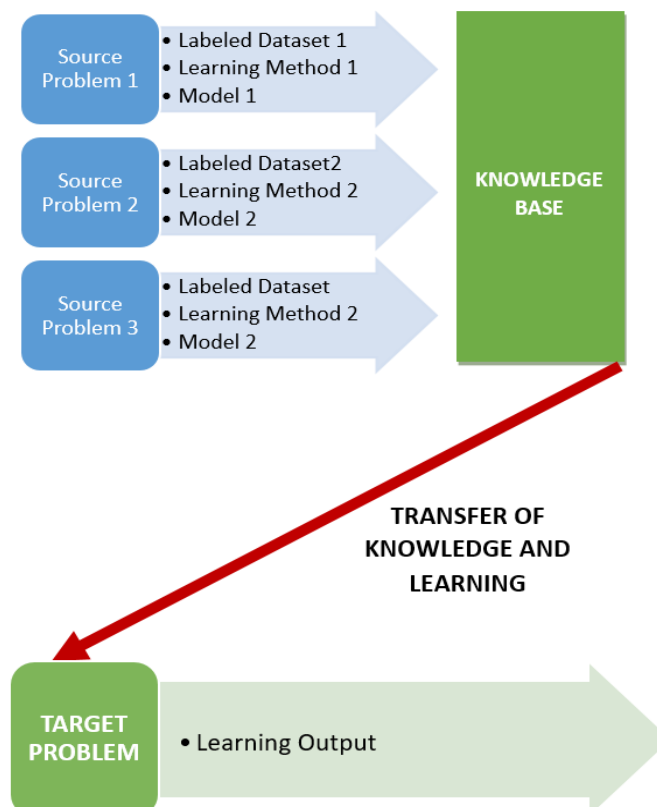 Source
Problem 1
• Labeled Dataset 1
• Learning Method 1
• Model 1
Source
Problem 2
• Labeled Dataset2
• Learning Method 2
• Model 2
Source
Problem 3
• Labeled Dataset
• Learning Method 2
• Model 2
KNOWLEDGE
BASE
TRANSFER OF
KNOWLEDGE AND
LEARNING
TARGET
PROBLEM
• Learning Output